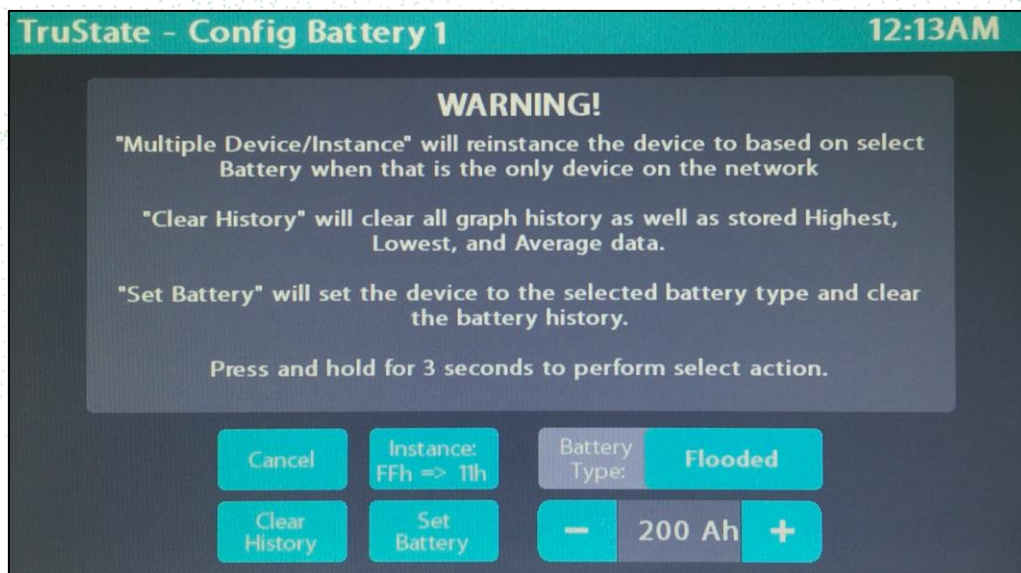 TruState - Config Battery 1
12:13AM
WARNING!
"Multiple Device/Instance" will reinstance the device to based on select
Battery when that is the only device on the network
"Clear History" will clear all graph history as well as stored Highest,
Lowest, and Average data.
"Set Battery" will set the device to the selected battery type and clear
the battery history.
Press and hold for 3 seconds to perform select action.
Cancel
Instance:
FFh => 11h
Battery
Type:
Flooded
Clear
History
Set
Battery
− 200 Ah +